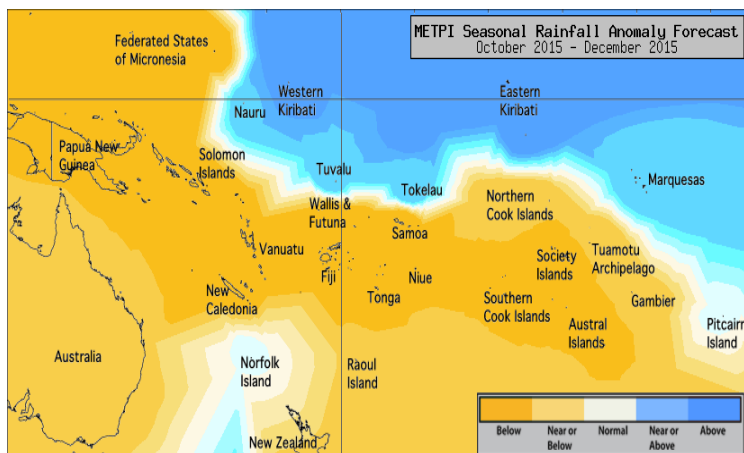 METPI Seasonal Rainfall Anomaly Forecast
October 2015 – December 2015
Federated States
of Micronesia
Western
Kiribati
Eastern
Kiribati
Nauru
Papua New
Guinea
Solomon
Islands
Tuvalu
Tokelau
Marquesas
Wallis &
Futuna
Northern
Cook Islands
Samoa
Vanuatu
Fiji
Niue
Society
Islands
Tuamotu
Archipelago
New
Caledonia
Tonga
Southern
Cook Islands
Gambier
Austral
Islands
Pitcairn
Island
Australia
Norfolk
Island
Raoul
Island
New Zealand
Below
Near or
Below
Normal
Near or
Above
Above